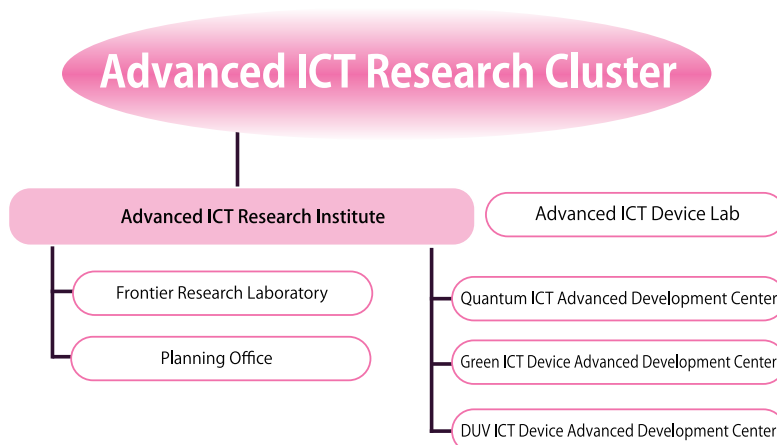 Advanced ICT Research Cluster
Advanced ICT Research Institute
Advanced ICT Device Lab
Frontier Research Laboratory
Planning Office
Quantum ICT Advanced Development Center
Green ICT Device Advanced Development Center
DUV ICT Device Advanced Development Center